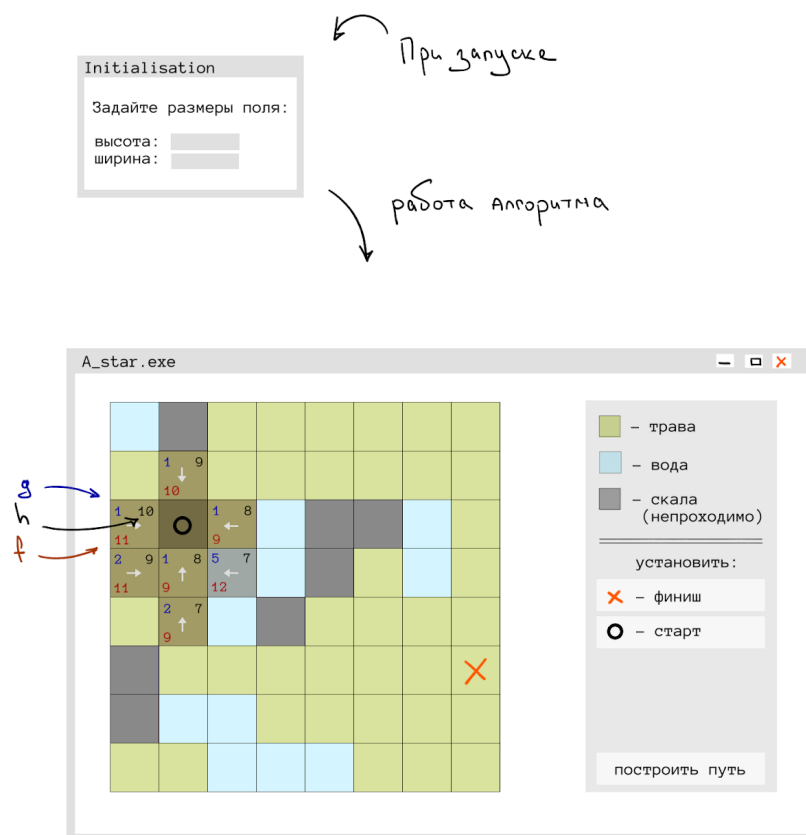 При запуске
Initialisation
Задайте размеры поля:
высота:
ширина:
работа алгоритма
A_star.exe
1 9
10
g
h
f
1 10
11
1 8
9
2 9
11
1 8
9
5 7
12
2 7
9
– трава
– вода
– скала
(непроходимо)
установить:
– финиш
– старт
построить путь